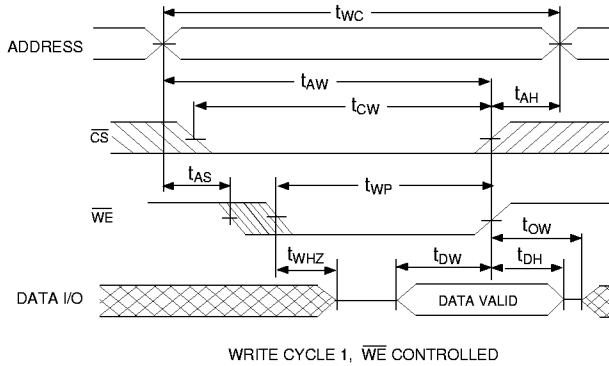 tWC
ADDRESS
tAW
tCW
tAH
CS
tAS
tWP
WE
tOW
tWHZ
tDW
tDH
DATA I/O
DATA VALID
WRITE CYCLE 1, WE CONTROLLED